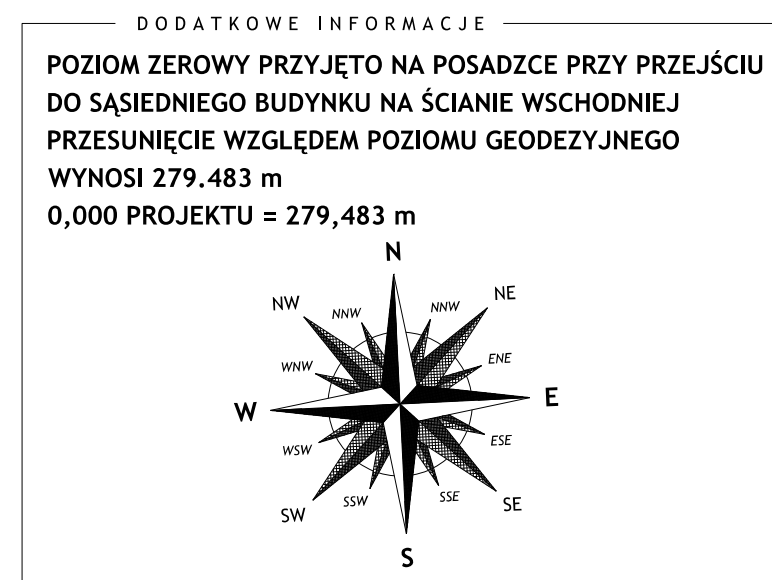 DODATKOWE INFORMACJE
POZIOM ZEROWY PRZYJĘTO NA POSADZCE PRZY PRZEJŚCIU
DO SĄSIEDNIEGO BUDYNKU NA ŚCIANIE WSCHODNIEJ
PRZESUNIĘCIE WZGLĘDEM POZIOMU GEODEZYJNEGO
WYNOSI 279.483 m
0,000 PROJEKTU = 279,483 m
N
NW NNW NNW NE
WNW ENE
W E
WSW ESE
SW SSW SSE SE
S